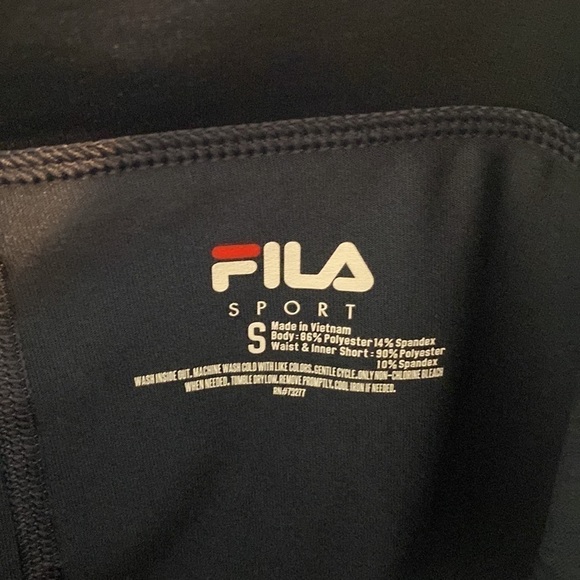 FILA
SPORT
S
Made in Vietnam
Body : 86% Polyester 14% Spandex
Waist & Inner Short : 90% Polyester
10% Spandex
WASH INSIDE OUT. MACHINE WASH COLD WITH LIKE COLORS. GENTLE CYCLE. ONLY NON-CHLORINE BLEACH
WHEN NEEDED. TUMBLE DRY LOW. REMOVE PROMPTLY. COOL IRON IF NEEDED.
RN#73277